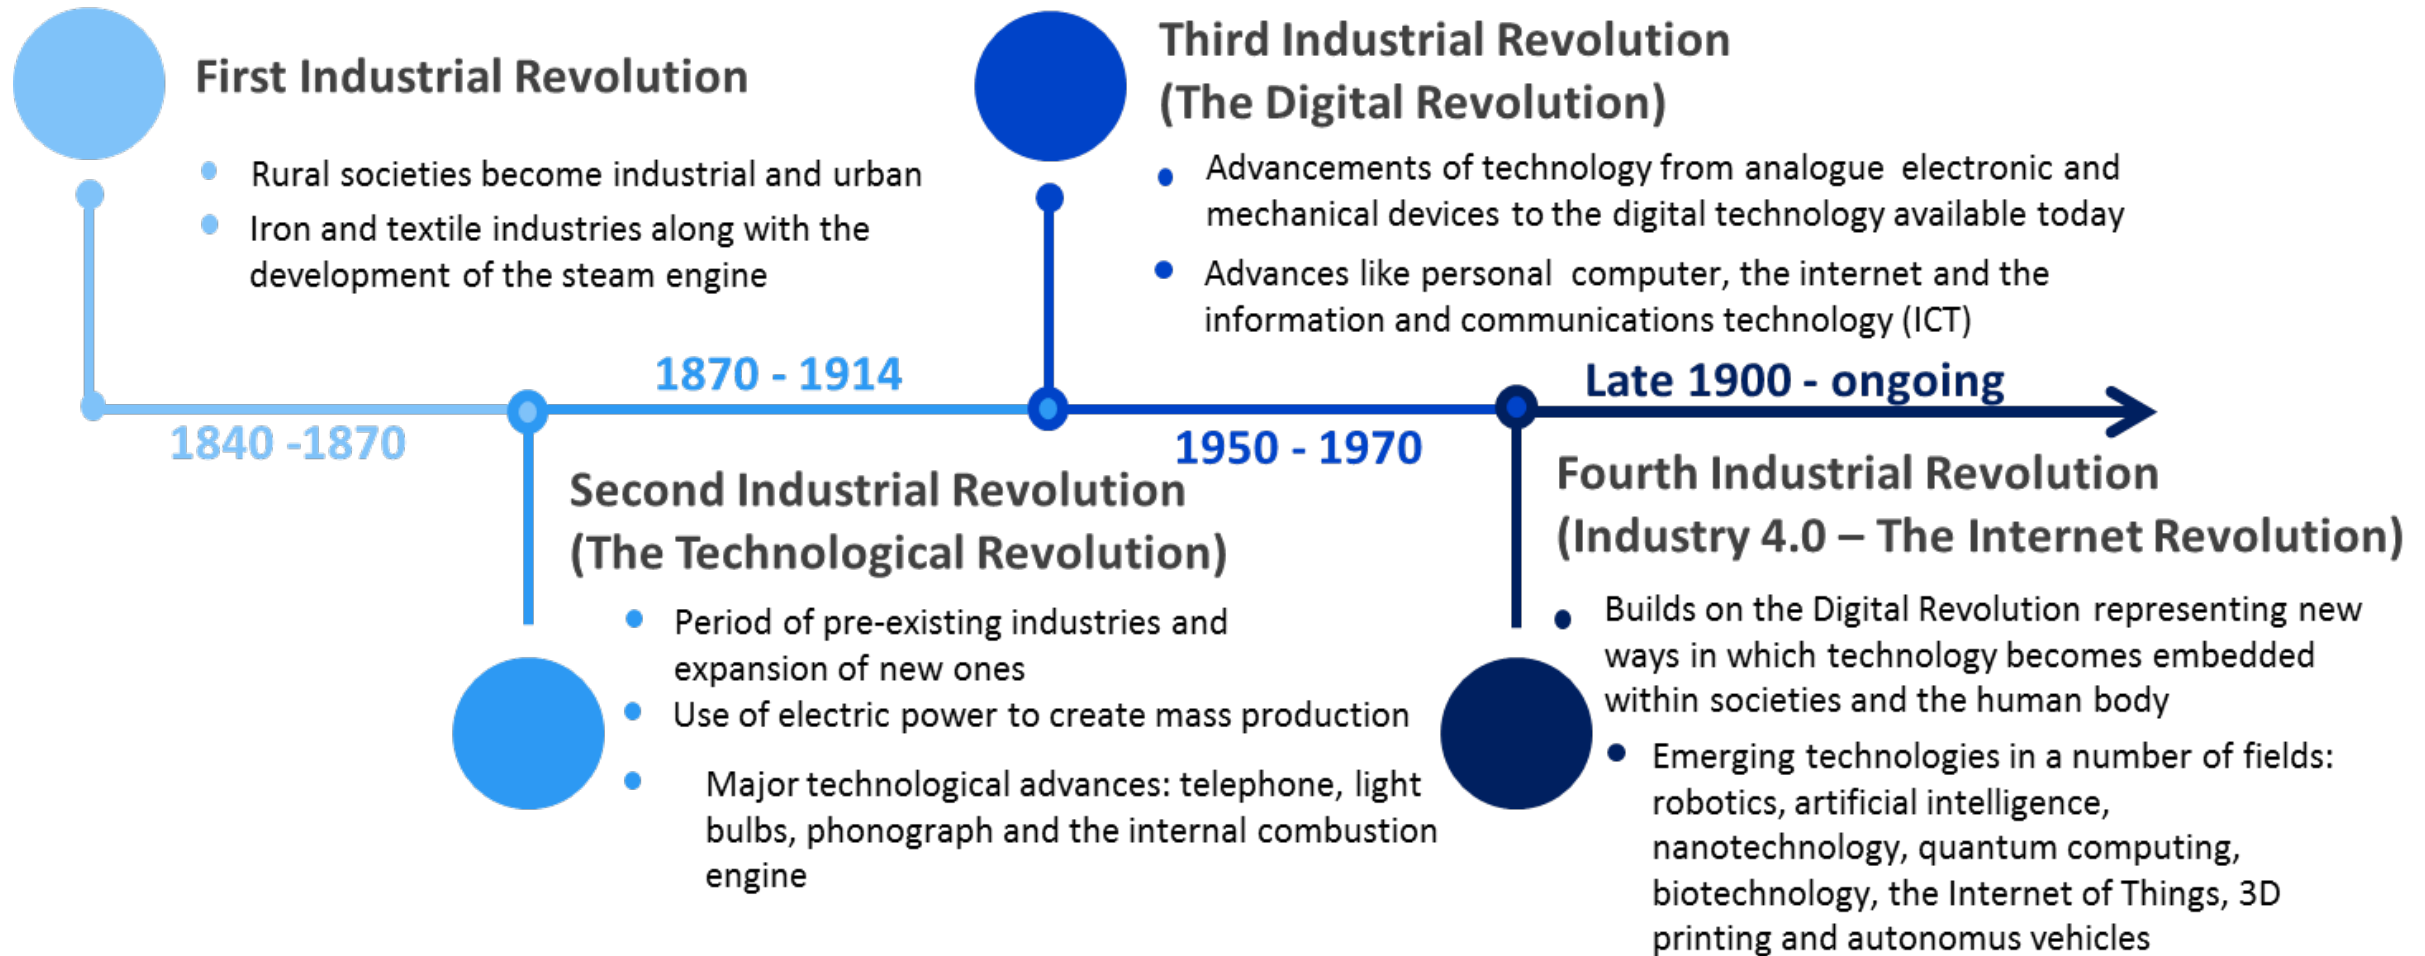 First Industrial Revolution
Rural societies become industrial and urban
Iron and textile industries along with the
development of the steam engine
1840 -1870
1870 - 1914
Second Industrial Revolution
(The Technological Revolution)
Period of pre-existing industries and
expansion of new ones
Use of electric power to create mass production
Major technological advances: telephone, light
bulbs, phonograph and the internal combustion
engine
Third Industrial Revolution
(The Digital Revolution)
Advancements of technology from analogue electronic and
mechanical devices to the digital technology available today
Advances like personal computer, the internet and the
information and communications technology (ICT)
1950 - 1970
Late 1900 - ongoing
Fourth Industrial Revolution
(Industry 4.0 – The Internet Revolution)
Builds on the Digital Revolution representing new
ways in which technology becomes embedded
within societies and the human body
Emerging technologies in a number of fields:
robotics, artificial intelligence,
nanotechnology, quantum computing,
biotechnology, the Internet of Things, 3D
printing and autonomus vehicles